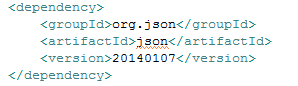 <dependency>
<groupId>org.json</groupId>
<artifactId>json</artifactId>
<version>20140107</version>
</dependency>